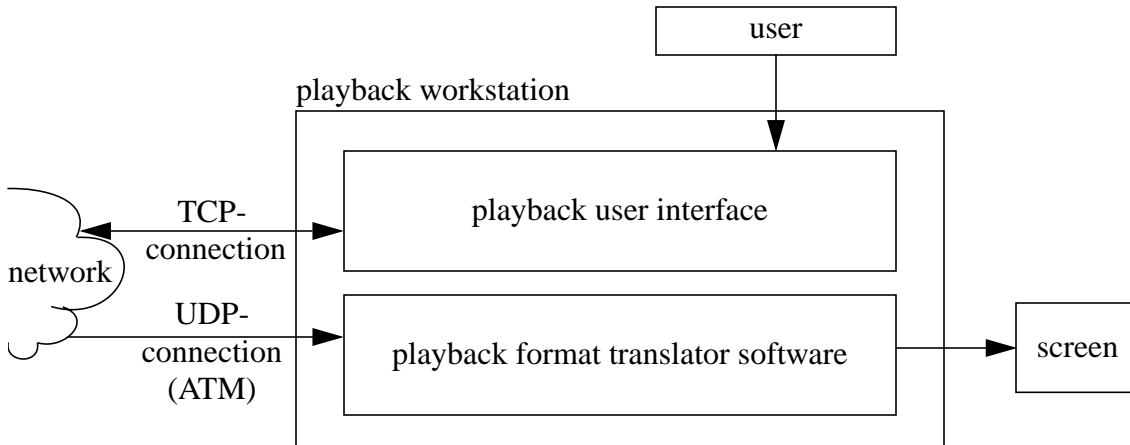 user
playback workstation
playback user interface
TCP-
connection
network
UDP-
connection
(ATM)
playback format translator software
screen